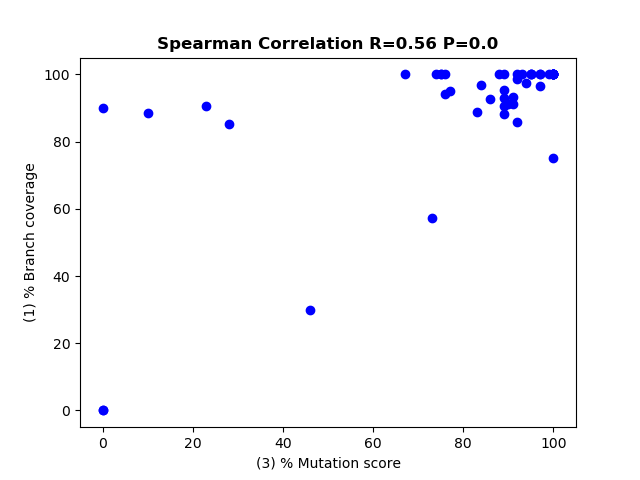 Spearman Correlation R=0.56 P=0.0
100
80
60
40
20
0
(1) % Branch coverage
0 20 40 60 80 100
(3) % Mutation score